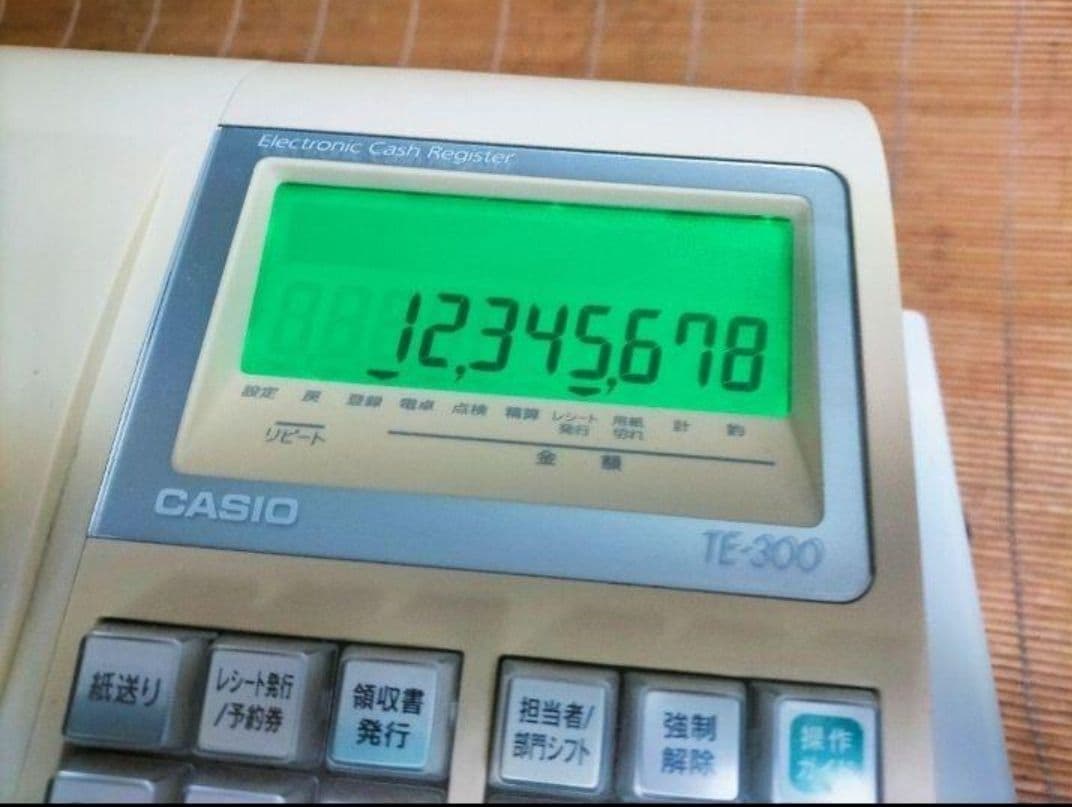 Electronic Cash Register
12,345,678
設定 戻 登録 電卓 点検 精算 レシート発行 用紙切れ 計 釣
リピート
金 額
CASIO
TE-300
紙送り
レシート発行
/予約券
領収書
発行
担当者/
部門シフト
強制
解除
操作
ガイド